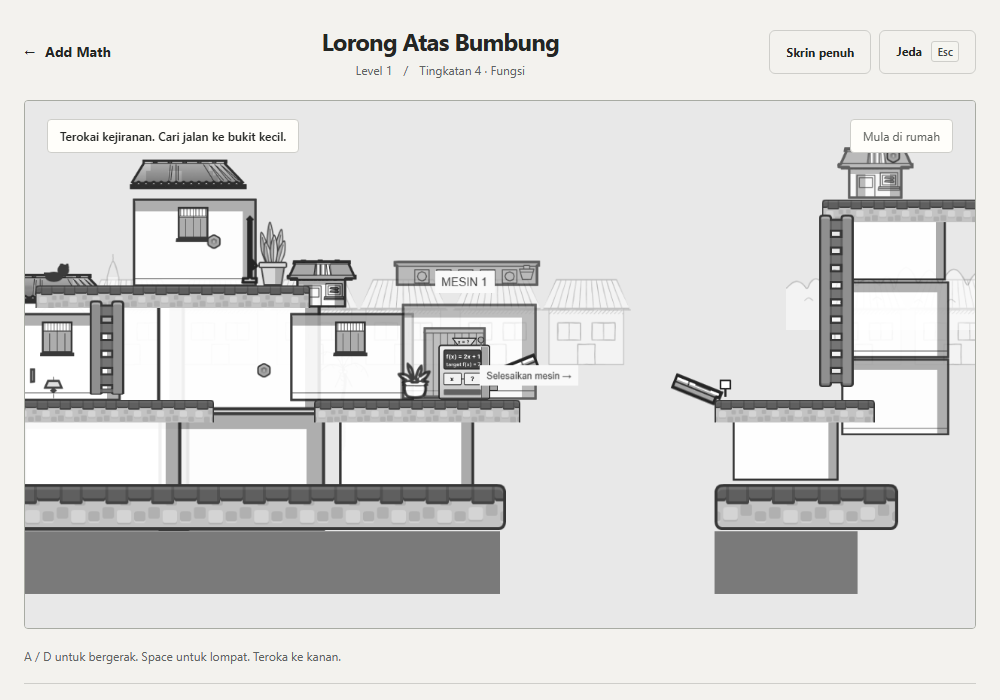 ← Add Math
Lorong Atas Bumbung
Level 1 / Tingkatan 4 · Fungsi
Skrin penuh
Jeda Esc
Terokai kejiranan. Cari jalan ke bukit kecil.
Mula di rumah
MESIN 1
f(x) = 2x + 1
target f(x) =
x ?
Selesaikan mesin →
A / D untuk bergerak. Space untuk lompat. Teroka ke kanan.